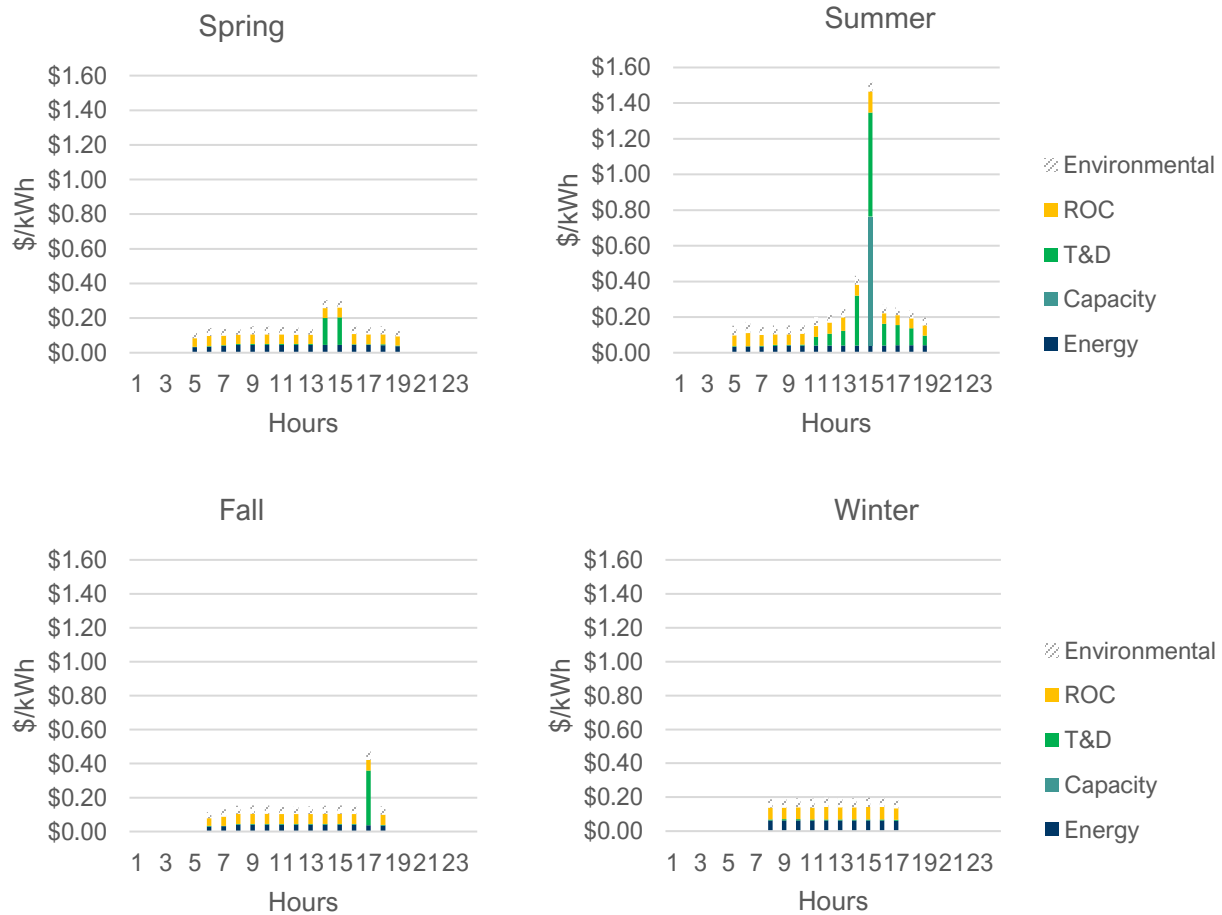 Spring
$1.60
$1.40
$1.20
$1.00
$0.80
$0.60
$0.40
$0.20
$0.00
$/kWh
1 3 5 7 9 11 13 15 17 19 21 23
Hours
Summer
$1.60
$1.40
$1.20
$1.00
$0.80
$0.60
$0.40
$0.20
$0.00
$/kWh
1 3 5 7 9 11 13 15 17 19 21 23
Hours
Environmental
ROC
T&D
Capacity
Energy
Fall
$1.60
$1.40
$1.20
$1.00
$0.80
$0.60
$0.40
$0.20
$0.00
$/kWh
1 3 5 7 9 11 13 15 17 19 21 23
Hours
Winter
$1.60
$1.40
$1.20
$1.00
$0.80
$0.60
$0.40
$0.20
$0.00
$/kWh
1 3 5 7 9 11 13 15 17 19 21 23
Hours
Environmental
ROC
T&D
Capacity
Energy